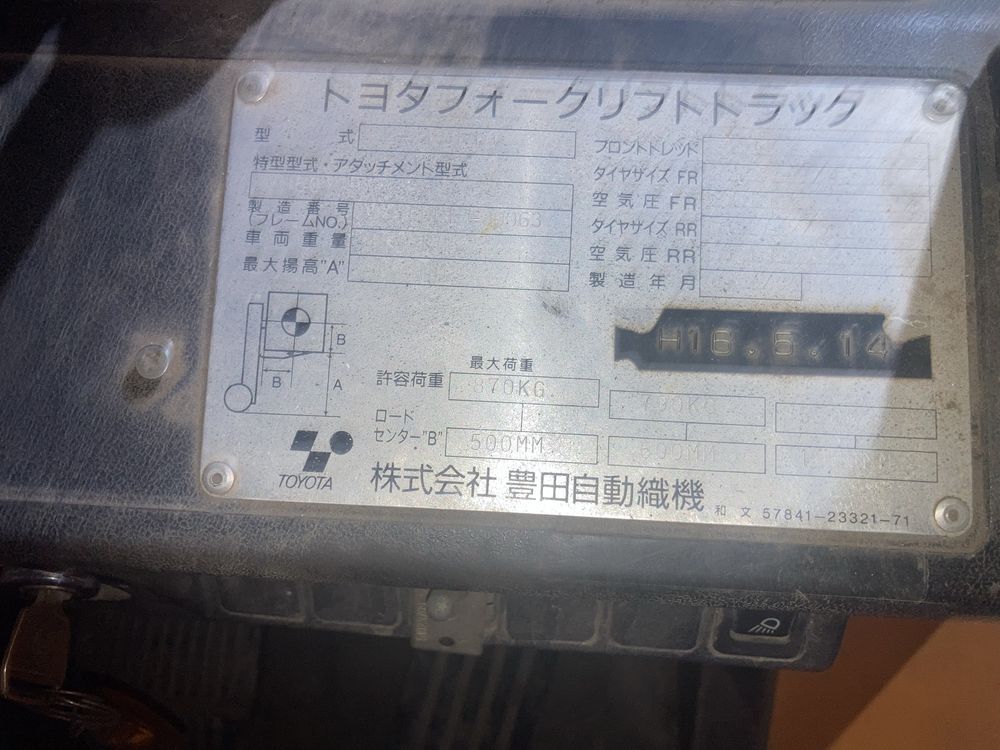 トヨタフォークリフトトラック
型 式
特型型式・アタッチメント型式
製造番号
(フレームNO.)
車両重量
最大揚高"A"
フロントトレッド
タイヤサイズ FR
空気圧 FR
タイヤサイズ RR
空気圧 RR
製造年月
H16.6.14
B
B
A
最大荷重
許容荷重 870KG
ロード
センター"B" 500MM 600MM
TOYOTA 株式会社 豊田自動織機
和文 57841-23321-71